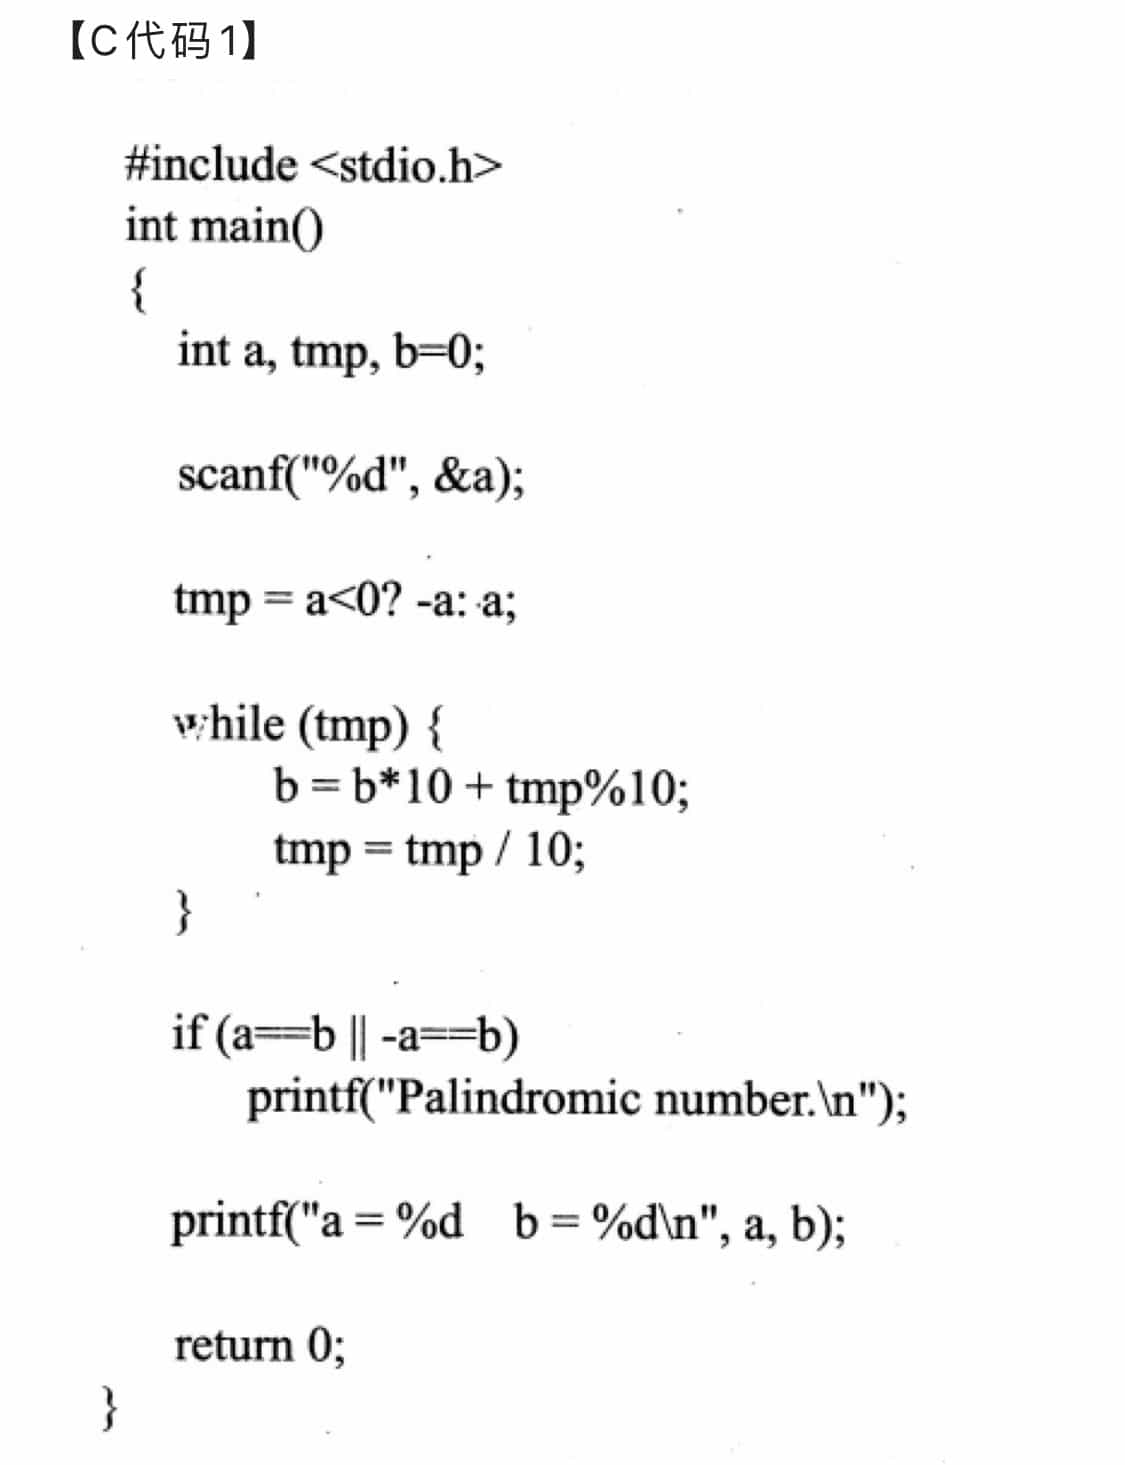 【C代码1】
#include <stdio.h>
int main()
{
int a, tmp, b=0;
scanf("%d", &a);
tmp = a<0? -a: a;
while (tmp) {
b = b*10 + tmp%10;
tmp = tmp / 10;
}
if (a==b || -a==b)
printf("Palindromic number.\n");
printf("a = %d    b = %d\n", a, b);
return 0;
}